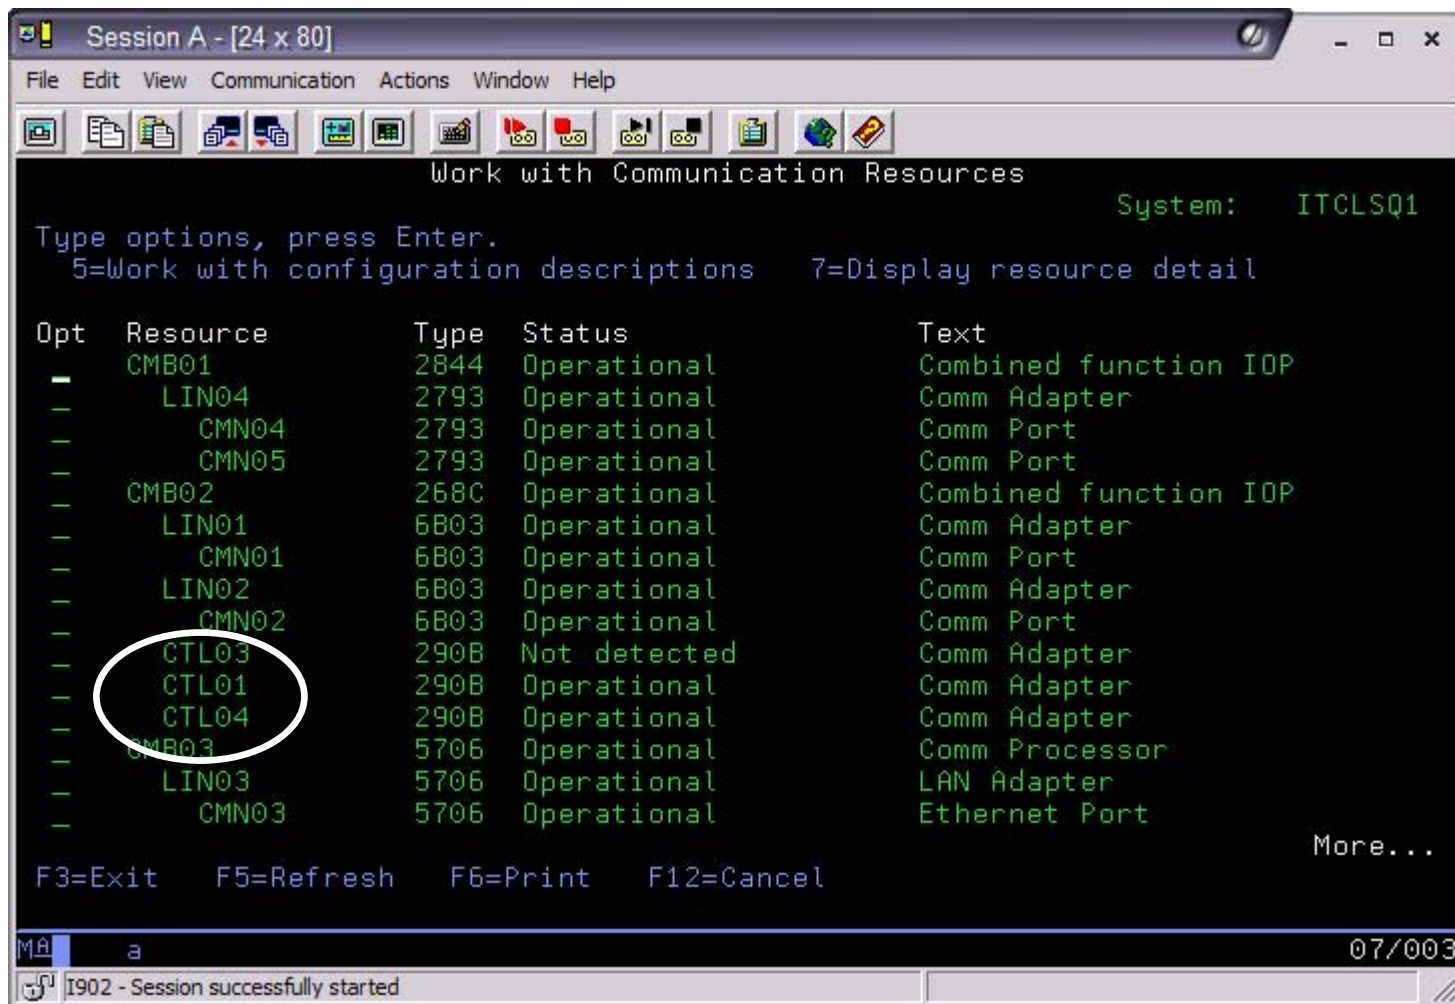 Session A - [24 x 80]
File Edit View Communication Actions Window Help
Work with Communication Resources
System: ITCLSQ1
Type options, press Enter.
5=Work with configuration descriptions 7=Display resource detail
Opt Resource Type Status Text
_ CMB01 2844 Operational Combined function IOP
_ LIN04 2793 Operational Comm Adapter
_ CMN04 2793 Operational Comm Port
_ CMN05 2793 Operational Comm Port
_ CMB02 268C Operational Combined function IOP
_ LIN01 6B03 Operational Comm Adapter
_ CMN01 6B03 Operational Comm Port
_ LIN02 6B03 Operational Comm Adapter
_ CMN02 6B03 Operational Comm Port
_ CTL03 290B Not detected Comm Adapter
_ CTL01 290B Operational Comm Adapter
_ CTL04 290B Operational Comm Adapter
_ CMB03 5706 Operational Comm Processor
_ LIN03 5706 Operational LAN Adapter
_ CMN03 5706 Operational Ethernet Port
More...
F3=Exit F5=Refresh F6=Print F12=Cancel
MA a 07/003
I902 - Session successfully started